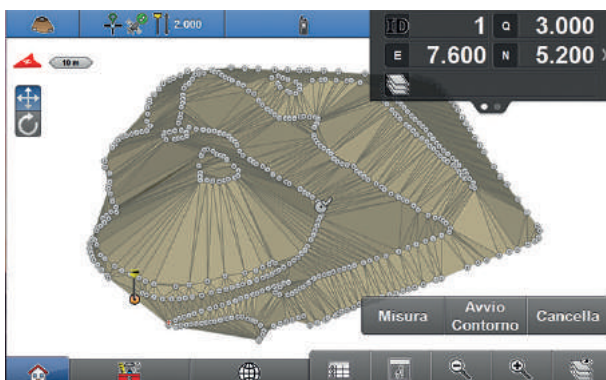 2.000
ID 1 Q 3.000
E 7.600 N 5.200
10 m
Misura
Avvio
Contorno
Cancella